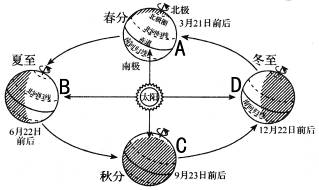 春分
北极
北极圈
北回归线
赤道
3月21日前后
A
南极
夏至
B
北回归线
6月22日
前后
太阳
冬至
D
12月22日前后
C
秋分
9月23日前后